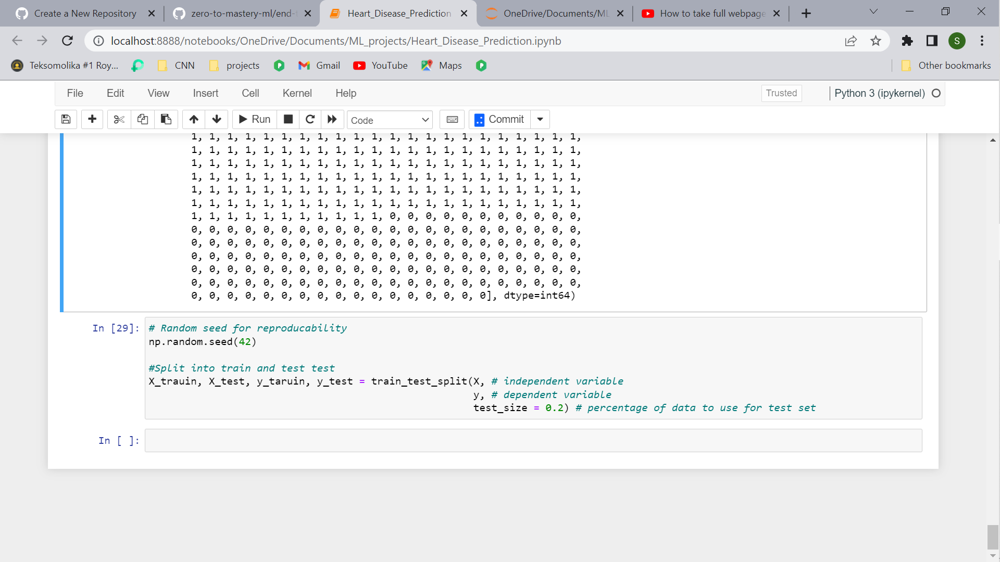 Create a New Repository
zero-to-mastery-ml/end-
Heart_Disease_Prediction
OneDrive/Documents/ML
How to take full webpage
localhost:8888/notebooks/OneDrive/Documents/ML_projects/Heart_Disease_Prediction.ipynb
S
Teksomolika #1 Roy...
CNN
projects
Gmail
YouTube
Maps
Other bookmarks
File Edit View Insert Cell Kernel Help
Trusted
Python 3 (ipykernel)
Run
Code
Commit
1, 1, 1, 1, 1, 1, 1, 1, 1, 1, 1, 1, 1, 1, 1, 1, 1, 1, 1, 1, 1, 1,
1, 1, 1, 1, 1, 1, 1, 1, 1, 1, 1, 1, 1, 1, 1, 1, 1, 1, 1, 1, 1, 1,
1, 1, 1, 1, 1, 1, 1, 1, 1, 1, 1, 1, 1, 1, 1, 1, 1, 1, 1, 1, 1, 1,
1, 1, 1, 1, 1, 1, 1, 1, 1, 1, 1, 1, 1, 1, 1, 1, 1, 1, 1, 1, 1, 1,
1, 1, 1, 1, 1, 1, 1, 1, 1, 1, 1, 1, 1, 1, 1, 1, 1, 1, 1, 1, 1, 1,
1, 1, 1, 1, 1, 1, 1, 1, 1, 1, 1, 1, 1, 1, 1, 1, 1, 1, 1, 1, 1, 1,
1, 1, 1, 1, 1, 1, 1, 1, 1, 1, 1, 0, 0, 0, 0, 0, 0, 0, 0, 0, 0, 0,
0, 0, 0, 0, 0, 0, 0, 0, 0, 0, 0, 0, 0, 0, 0, 0, 0, 0, 0, 0, 0, 0,
0, 0, 0, 0, 0, 0, 0, 0, 0, 0, 0, 0, 0, 0, 0, 0, 0, 0, 0, 0, 0, 0,
0, 0, 0, 0, 0, 0, 0, 0, 0, 0, 0, 0, 0, 0, 0, 0, 0, 0, 0, 0, 0, 0,
0, 0, 0, 0, 0, 0, 0, 0, 0, 0, 0, 0, 0, 0, 0, 0, 0, 0, 0, 0, 0, 0,
0, 0, 0, 0, 0, 0, 0, 0, 0, 0, 0, 0, 0, 0, 0, 0, 0, 0, 0, 0, 0, 0,
0, 0, 0, 0, 0, 0, 0, 0, 0, 0, 0, 0, 0, 0, 0, 0, 0], dtype=int64)
In [29]:
# Random seed for reproducability
np.random.seed(42)
#Split into train and test test
X_trauin, X_test, y_taruin, y_test = train_test_split(X, # independent variable
y, # dependent variable
test_size = 0.2) # percentage of data to use for test set
In [ ]: